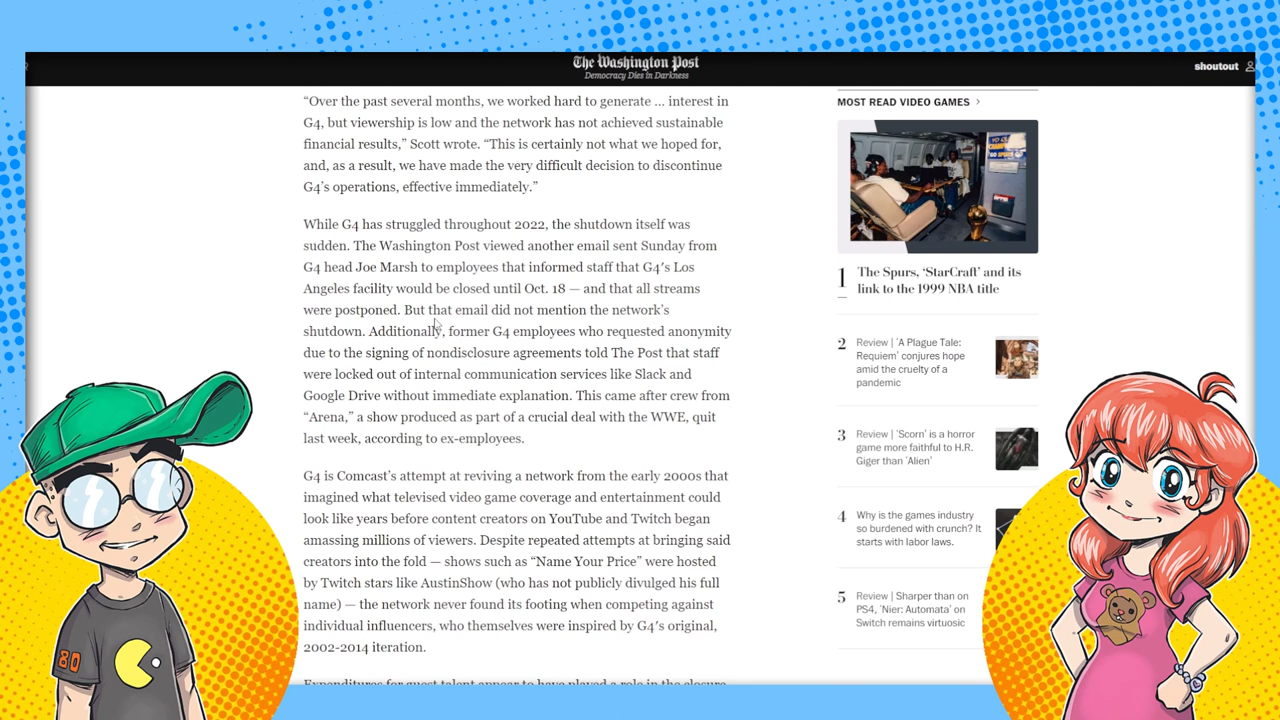 The Washington Post
Democracy Dies in Darkness
shoutout
“Over the past several months, we worked hard to generate … interest in
G4, but viewership is low and the network has not achieved sustainable
financial results,” Scott wrote. “This is certainly not what we hoped for,
and, as a result, we have made the very difficult decision to discontinue
G4’s operations, effective immediately.”
While G4 has struggled throughout 2022, the shutdown itself was
sudden. The Washington Post viewed another email sent Sunday from
G4 head Joe Marsh to employees that informed staff that G4’s Los
Angeles facility would be closed until Oct. 18 — and that all streams
were postponed. But that email did not mention the network’s
shutdown. Additionally, former G4 employees who requested anonymity
due to the signing of nondisclosure agreements told The Post that staff
were locked out of internal communication services like Slack and
Google Drive without immediate explanation. This came after crew from
“Arena,” a show produced as part of a crucial deal with the WWE, quit
last week, according to ex-employees.
G4 is Comcast’s attempt at reviving a network from the early 2000s that
imagined what televised video game coverage and entertainment could
look like years before content creators on YouTube and Twitch began
amassing millions of viewers. Despite repeated attempts at bringing said
creators into the fold — shows such as “Name Your Price” were hosted
by Twitch stars like AustinShow (who has not publicly divulged his full
name) — the network never found its footing when competing against
individual influencers, who themselves were inspired by G4’s original,
2002-2014 iteration.
Expenditures for guest talent appear to have played a role in the closure
MOST READ VIDEO GAMES
1
The Spurs, ‘StarCraft’ and its
link to the 1999 NBA title
2
Review | ‘A Plague Tale:
Requiem’ conjures hope
amid the cruelty of a
pandemic
3
Review | ‘Scorn’ is a horror
game more faithful to H.R.
Giger than ‘Alien’
4
Why is the games industry
so burdened with crunch? It
starts with labor laws.
5
Review | Sharper than on
PS4, ‘Nier: Automata’ on
Switch remains virtuosic
80